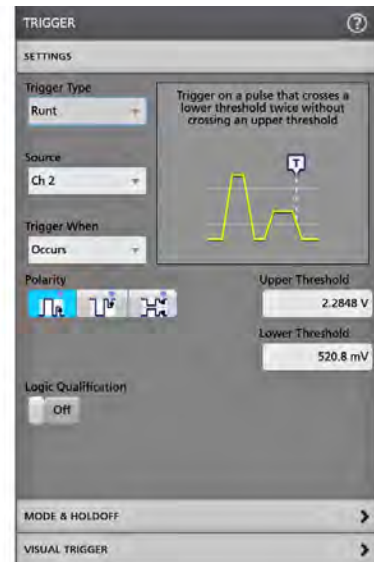 TRIGGER
?
SETTINGS
Trigger Type
Runt
Trigger on a pulse that crosses a
lower threshold twice without
crossing an upper threshold
T
Source
Ch 2
Trigger When
Occurs
Polarity
Upper Threshold
2.2848 V
Lower Threshold
520.8 mV
Logic Qualification
Off
MODE & HOLDOFF
VISUAL TRIGGER